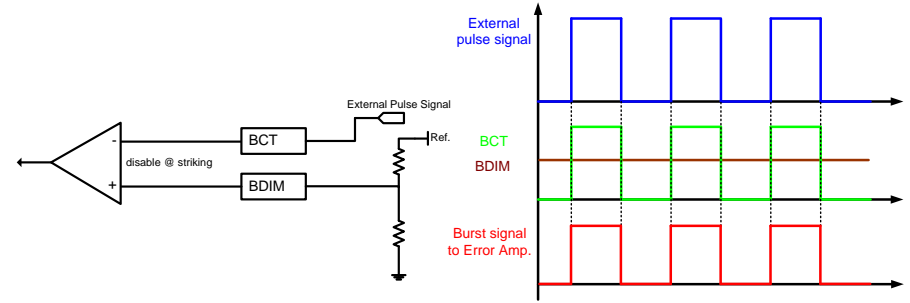 External Pulse Signal
Ref.
-
BCT
disable @ striking
+
BDIM
External
pulse signal
BCT
BDIM
Burst signal
to Error Amp.